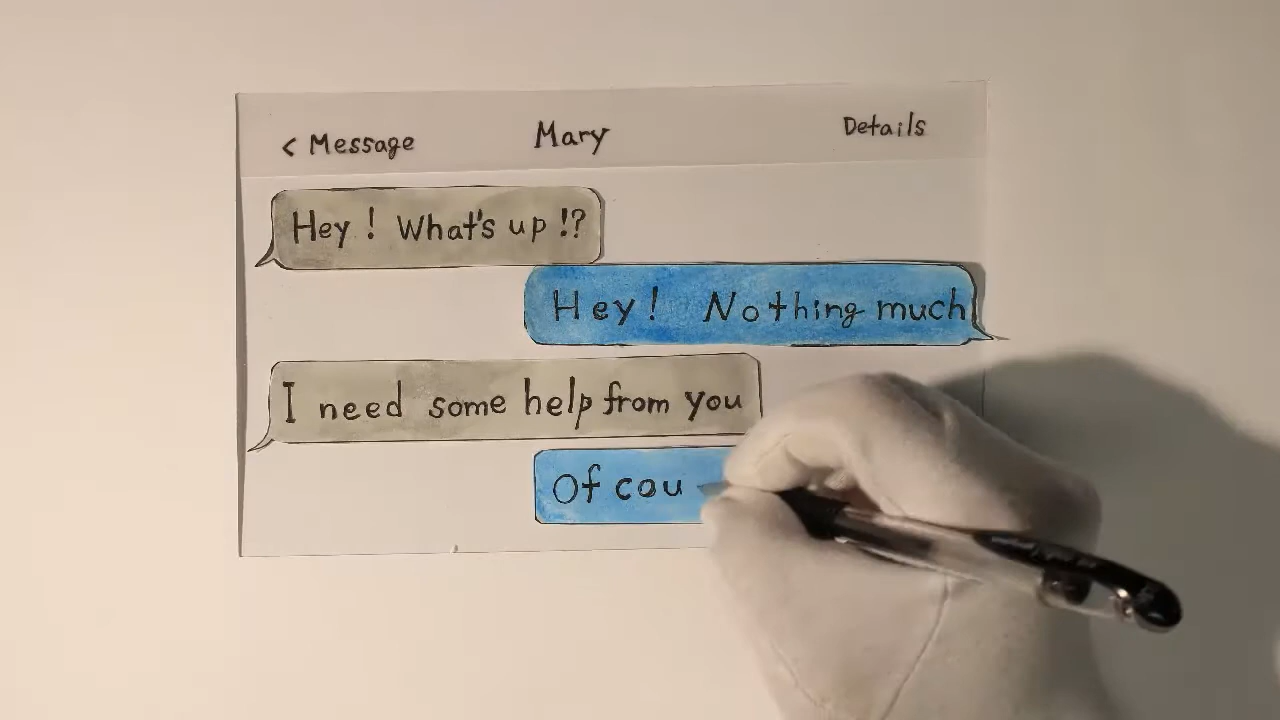 < Message Mary Details
Hey! What's up!?
Hey! Nothing much
I need some help from you
Of cou